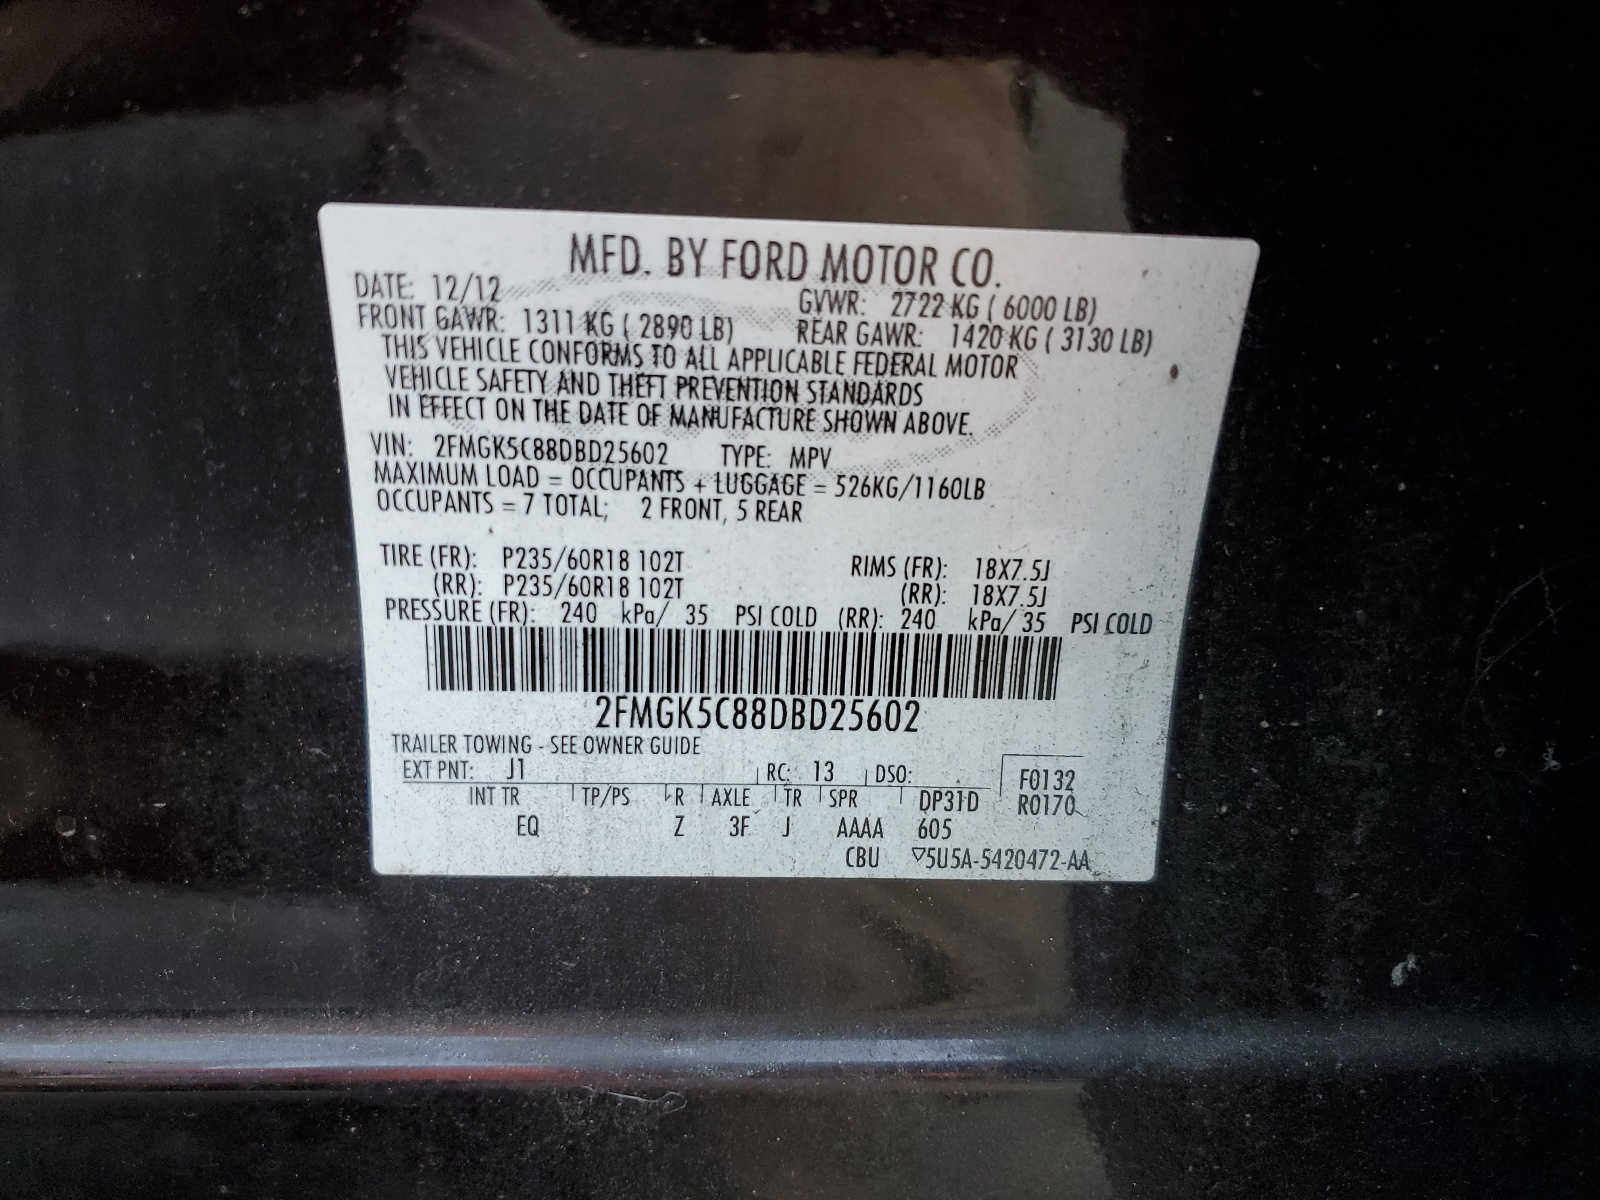 MFD. BY FORD MOTOR CO.
DATE: 12/12 GVWR: 2722 KG ( 6000 LB)
FRONT GAWR: 1311 KG ( 2890 LB) REAR GAWR: 1420 KG ( 3130 LB)
THIS VEHICLE CONFORMS TO ALL APPLICABLE FEDERAL MOTOR
VEHICLE SAFETY AND THEFT PREVENTION STANDARDS
IN EFFECT ON THE DATE OF MANUFACTURE SHOWN ABOVE.
VIN: 2FMGK5C88DBD25602 TYPE: MPV
MAXIMUM LOAD = OCCUPANTS + LUGGAGE = 526KG/1160LB
OCCUPANTS = 7 TOTAL; 2 FRONT, 5 REAR
TIRE (FR): P235/60R18 102T RIMS (FR): 18X7.5J
(RR): P235/60R18 102T (RR): 18X7.5J
PRESSURE (FR): 240 kPa/ 35 PSI COLD (RR): 240 kPa/ 35 PSI COLD
2FMGK5C88DBD25602
TRAILER TOWING - SEE OWNER GUIDE
EXT PNT: J1 RC: 13 DSO: F0132
INT TR TP/PS R AXLE TR SPR DP31D R0170
EQ Z 3F J AAAA 605
CBU ▽5U5A-5420472-AA